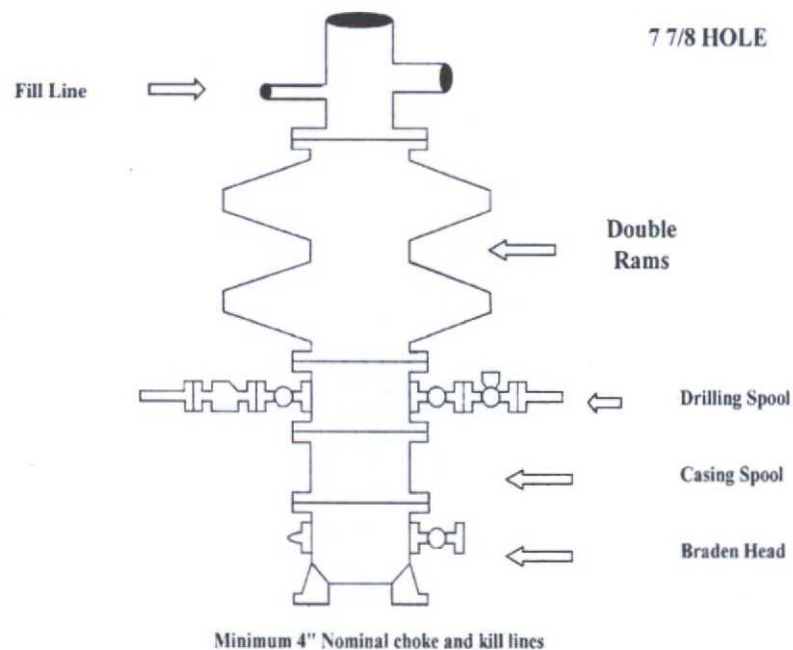 7 7/8 HOLE
Fill Line
Double
Rams
Drilling Spool
Casing Spool
Braden Head
Minimum 4" Nominal choke and kill lines